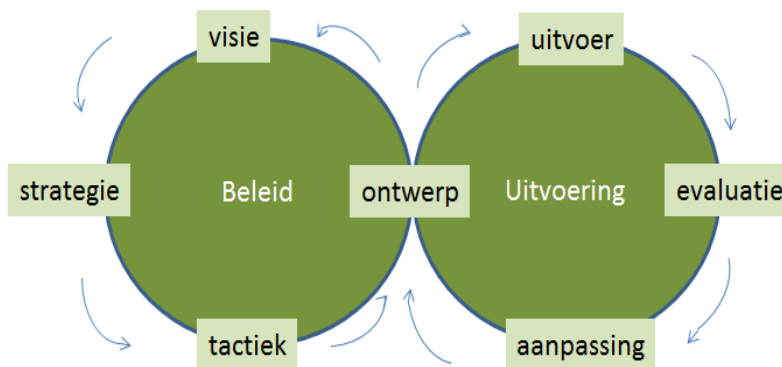 visie
uitvoer
strategie
Beleid
ontwerp
Uitvoering
evaluatie
tactiek
aanpassing